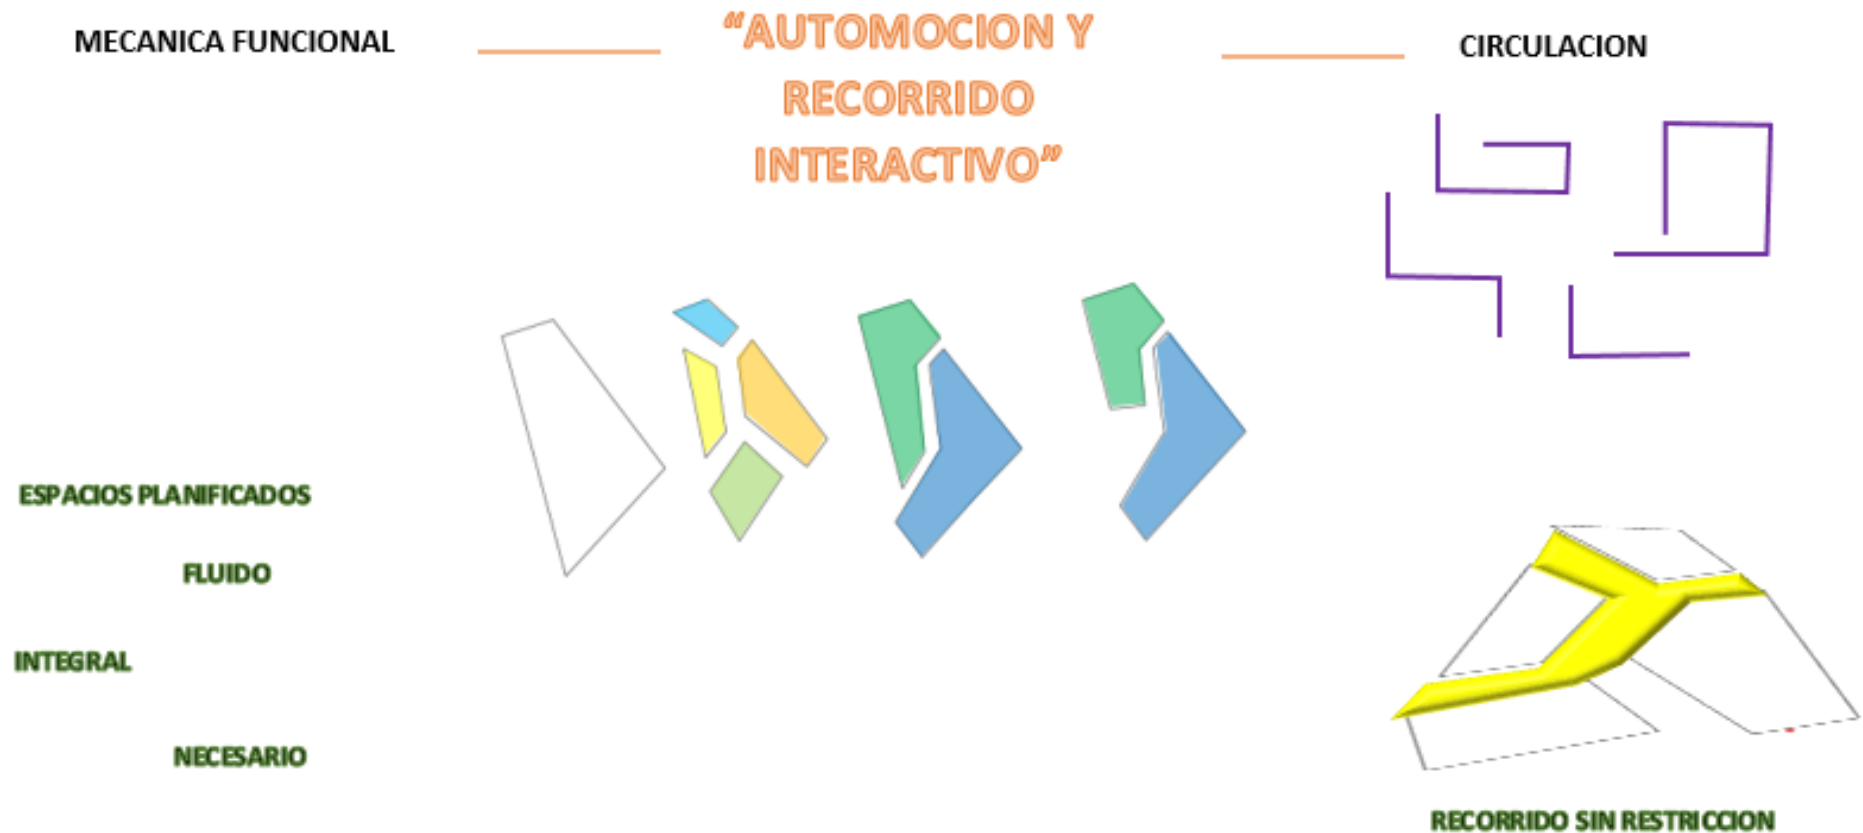 MECANICA FUNCIONAL
“AUTOMOCION Y
RECORRIDO
INTERACTIVO”
CIRCULACION
ESPACIOS PLANIFICADOS
FLUIDO
INTEGRAL
NECESARIO
RECORRIDO SIN RESTRICCION